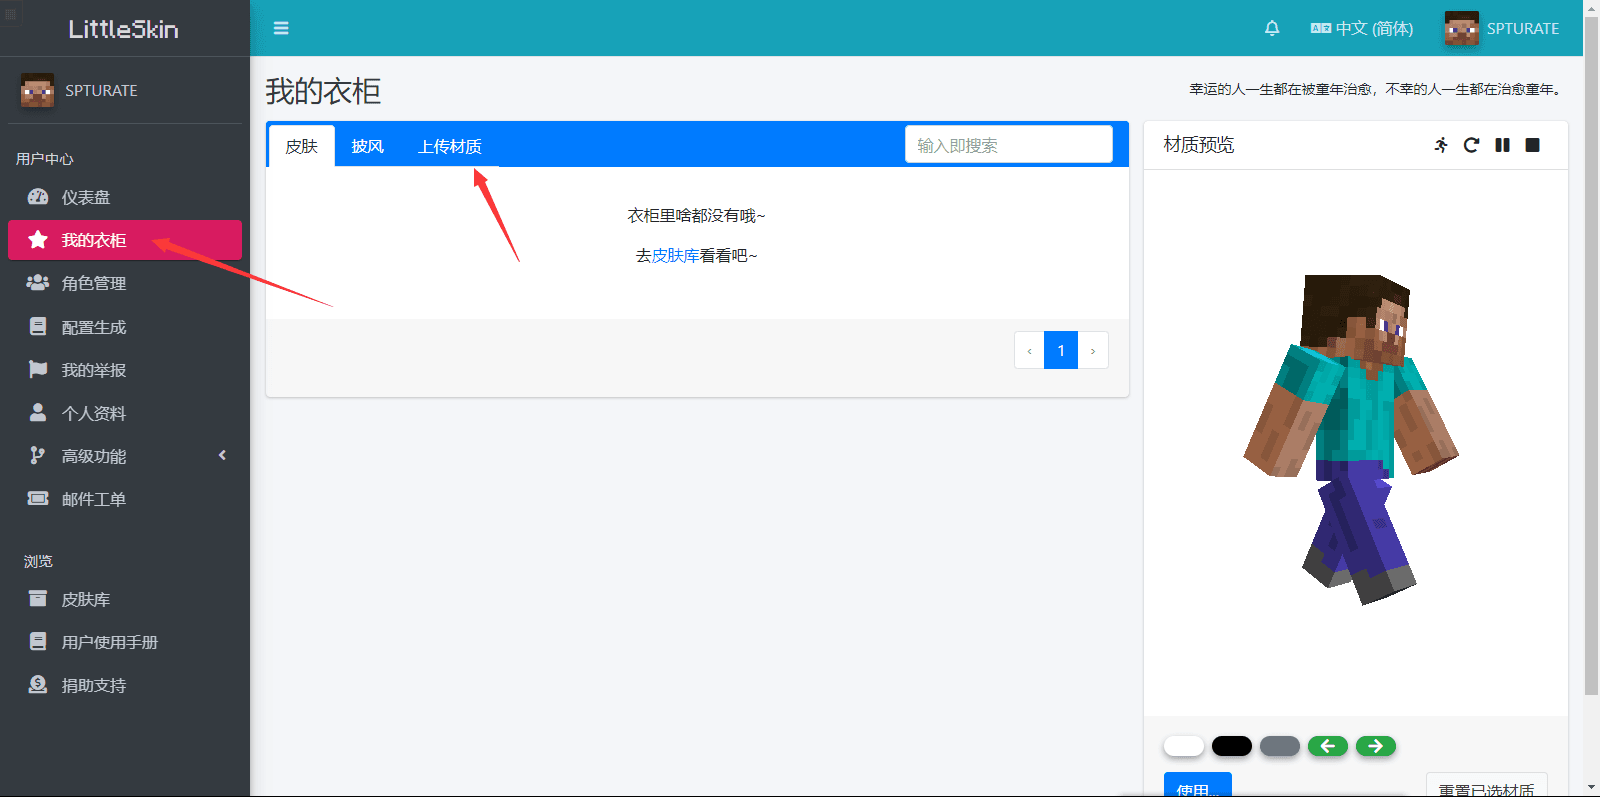 LittleSkin
中文 (简体)
SPTURATE
SPTURATE
用户中心
仪表盘
我的衣柜
角色管理
配置生成
我的举报
个人资料
高级功能
邮件工单
浏览
皮肤库
用户使用手册
捐助支持
我的衣柜
幸运的人一生都在被童年治愈，不幸的人一生都在治愈童年。
皮肤
披风
上传材质
输入即搜索
衣柜里啥都没有哦~
去皮肤库看看吧~
‹ 1 ›
材质预览
使用...
重置已选材质